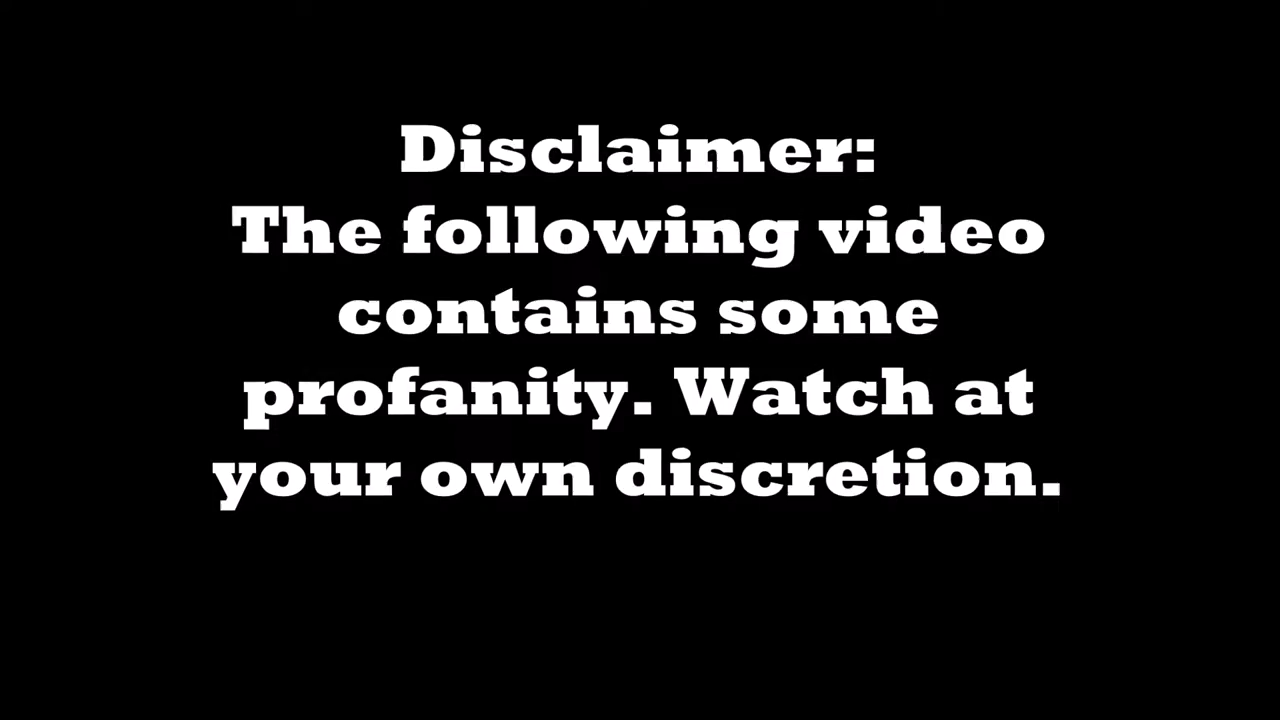 Disclaimer:
The following video
contains some
profanity. Watch at
your own discretion.